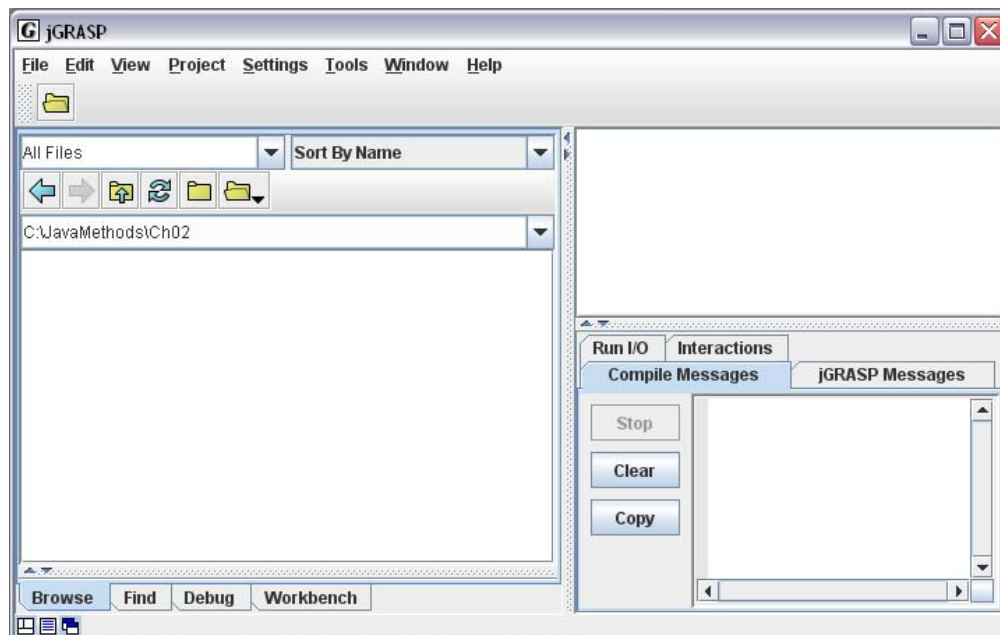 G jGRASP
File Edit View Project Settings Tools Window Help
All Files Sort By Name
C:\JavaMethods\Ch02
Run I/O Interactions
Compile Messages jGRASP Messages
Stop
Clear
Copy
Browse Find Debug Workbench